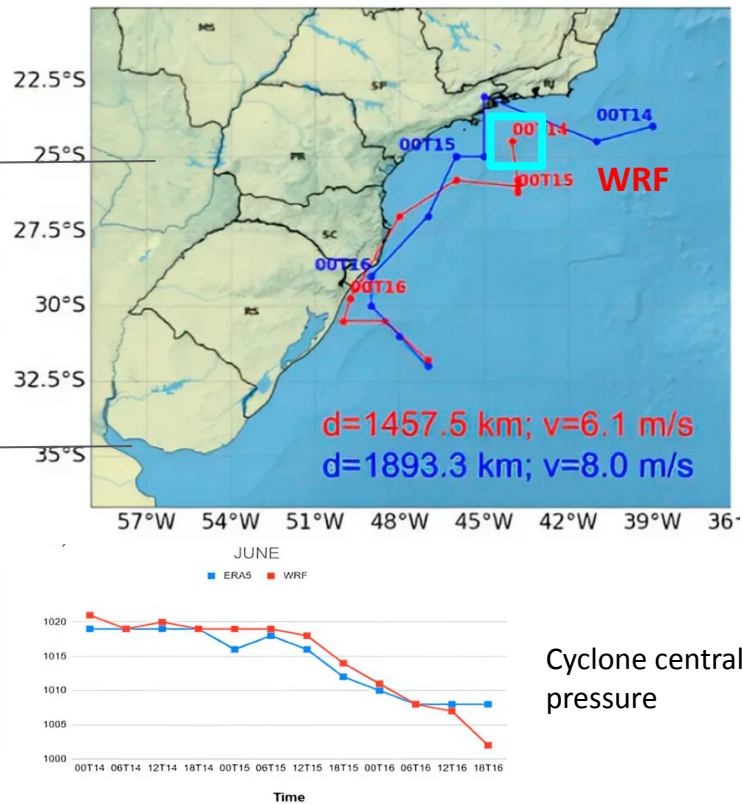 MS
22.5°S
SP
RJ
00T14
00T14
00T15
25°S
PR
00T15
WRF
27.5°S
SC
00T16
00T16
30°S
RS
32.5°S
d=1457.5 km; v=6.1 m/s
d=1893.3 km; v=8.0 m/s
35°S
57°W 54°W 51°W 48°W 45°W 42°W 39°W 36
JUNE
ERA5 WRF
1020
1015
1010
1005
1000
Cyclone central
pressure
00T14 06T14 12T14 18T14 00T15 06T15 12T15 18T15 00T16 06T16 12T16 18T16
Time